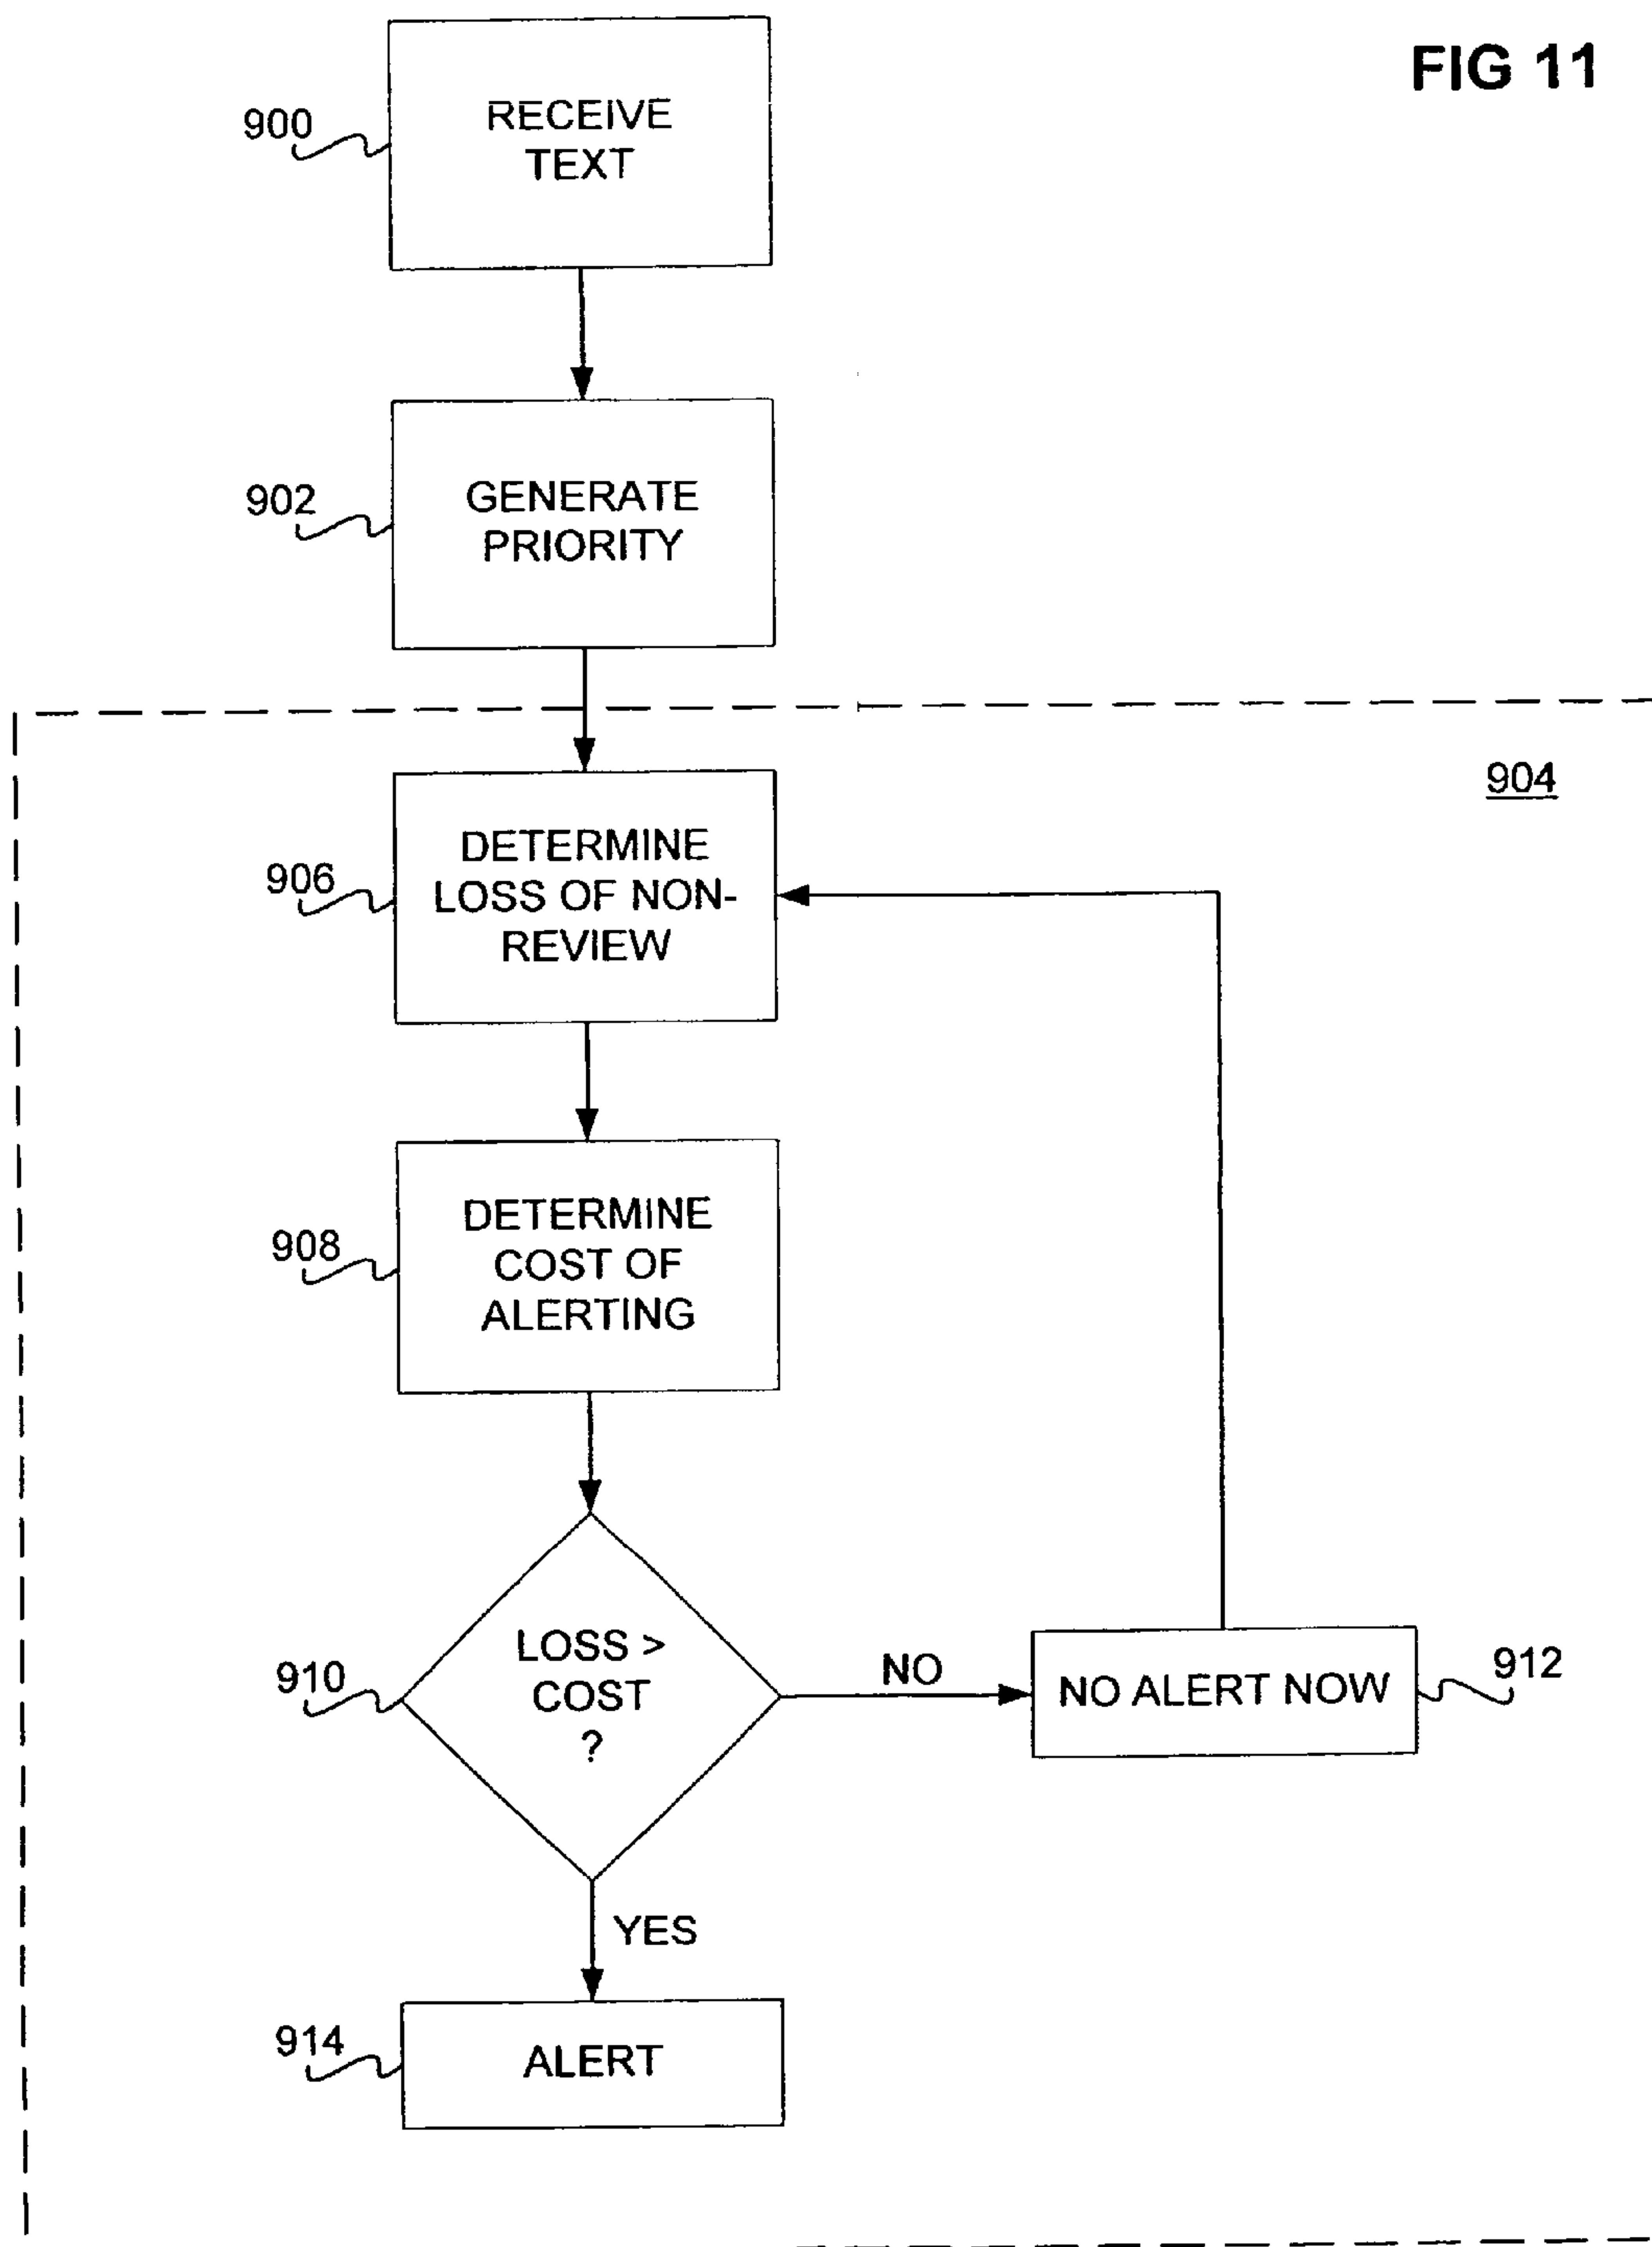 FIG 11
900
RECEIVE
TEXT
902
GENERATE
PRIORITY
904
906
DETERMINE
LOSS OF NON-
REVIEW
908
DETERMINE
COST OF
ALERTING
910
LOSS >
COST
?
NO
NO ALERT NOW
912
YES
914
ALERT